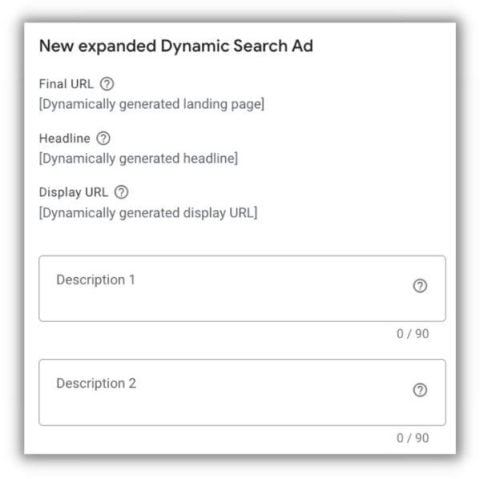 New expanded Dynamic Search Ad
Final URL ?
[Dynamically generated landing page]
Headline ?
[Dynamically generated headline]
Display URL ?
[Dynamically generated display URL]
Description 1 ?
0 / 90
Description 2 ?
0 / 90